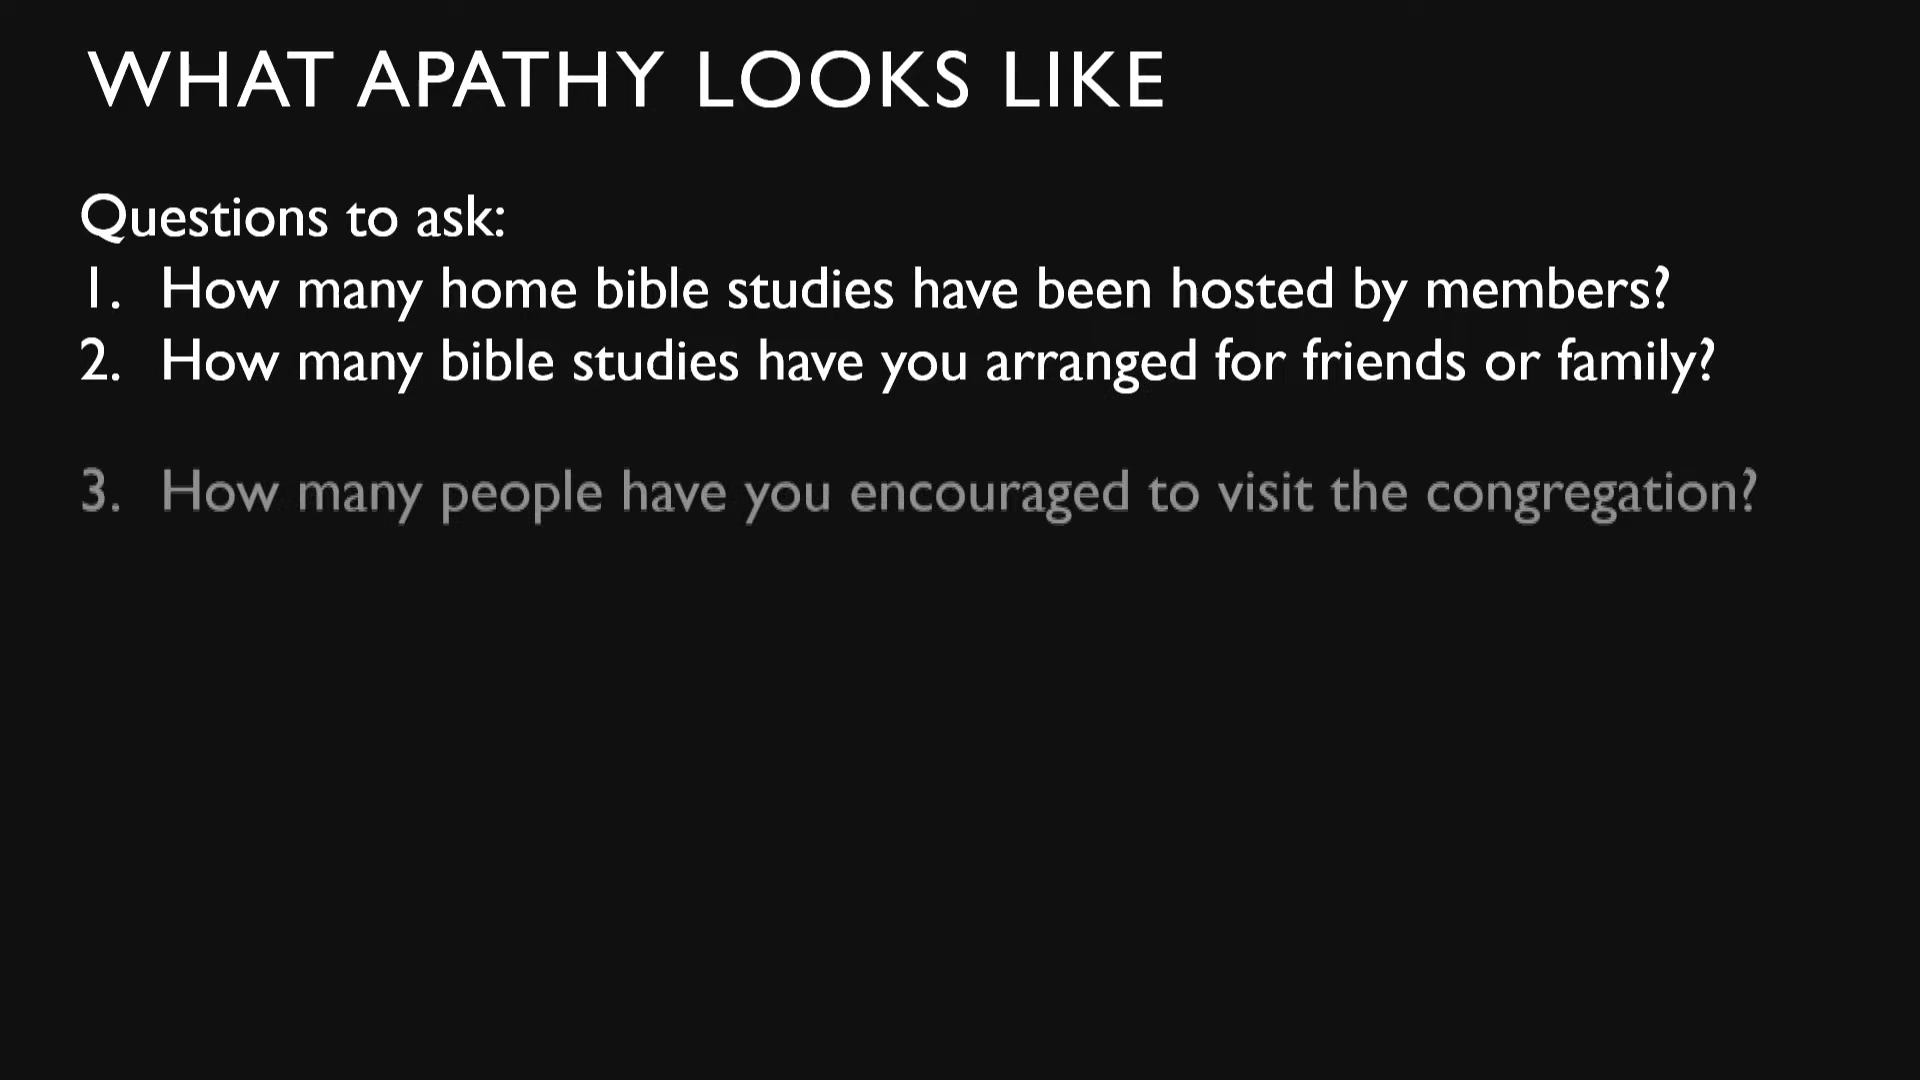 WHAT APATHY LOOKS LIKE
Questions to ask:
1. How many home bible studies have been hosted by members?
2. How many bible studies have you arranged for friends or family?
3. How many people have you encouraged to visit the congregation?